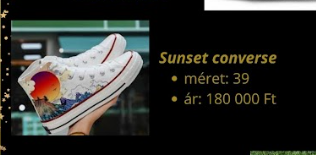 Sunset converse
• méret: 39
• ár: 180 000 Ft